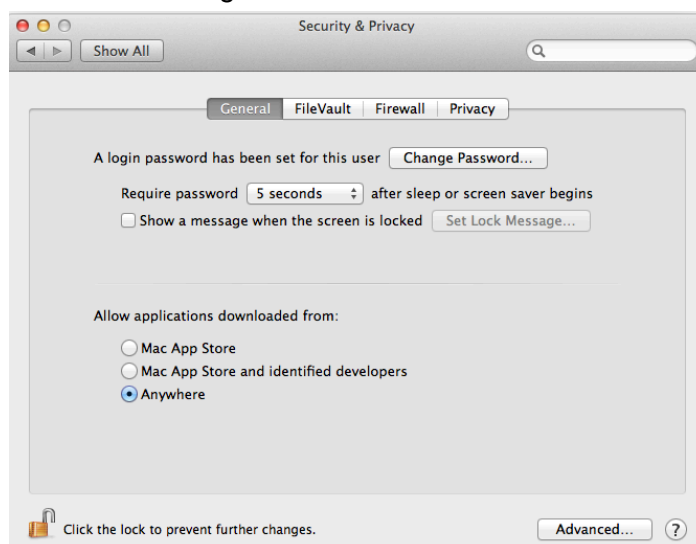 Security & Privacy
Show All
General FileVault Firewall Privacy
A login password has been set for this user Change Password...
Require password 5 seconds after sleep or screen saver begins
Show a message when the screen is locked Set Lock Message...
Allow applications downloaded from:
Mac App Store
Mac App Store and identified developers
Anywhere
Click the lock to prevent further changes. Advanced... ?